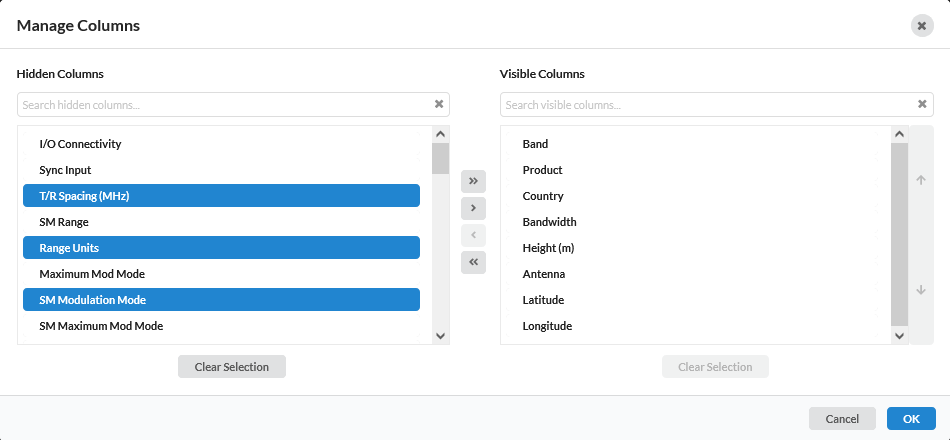 Manage Columns
Hidden Columns
Search hidden columns...
I/O Connectivity
Sync Input
T/R Spacing (MHz)
SM Range
Range Units
Maximum Mod Mode
SM Modulation Mode
SM Maximum Mod Mode
Clear Selection
Visible Columns
Search visible columns...
Band
Product
Country
Bandwidth
Height (m)
Antenna
Latitude
Longitude
Clear Selection
Cancel
OK